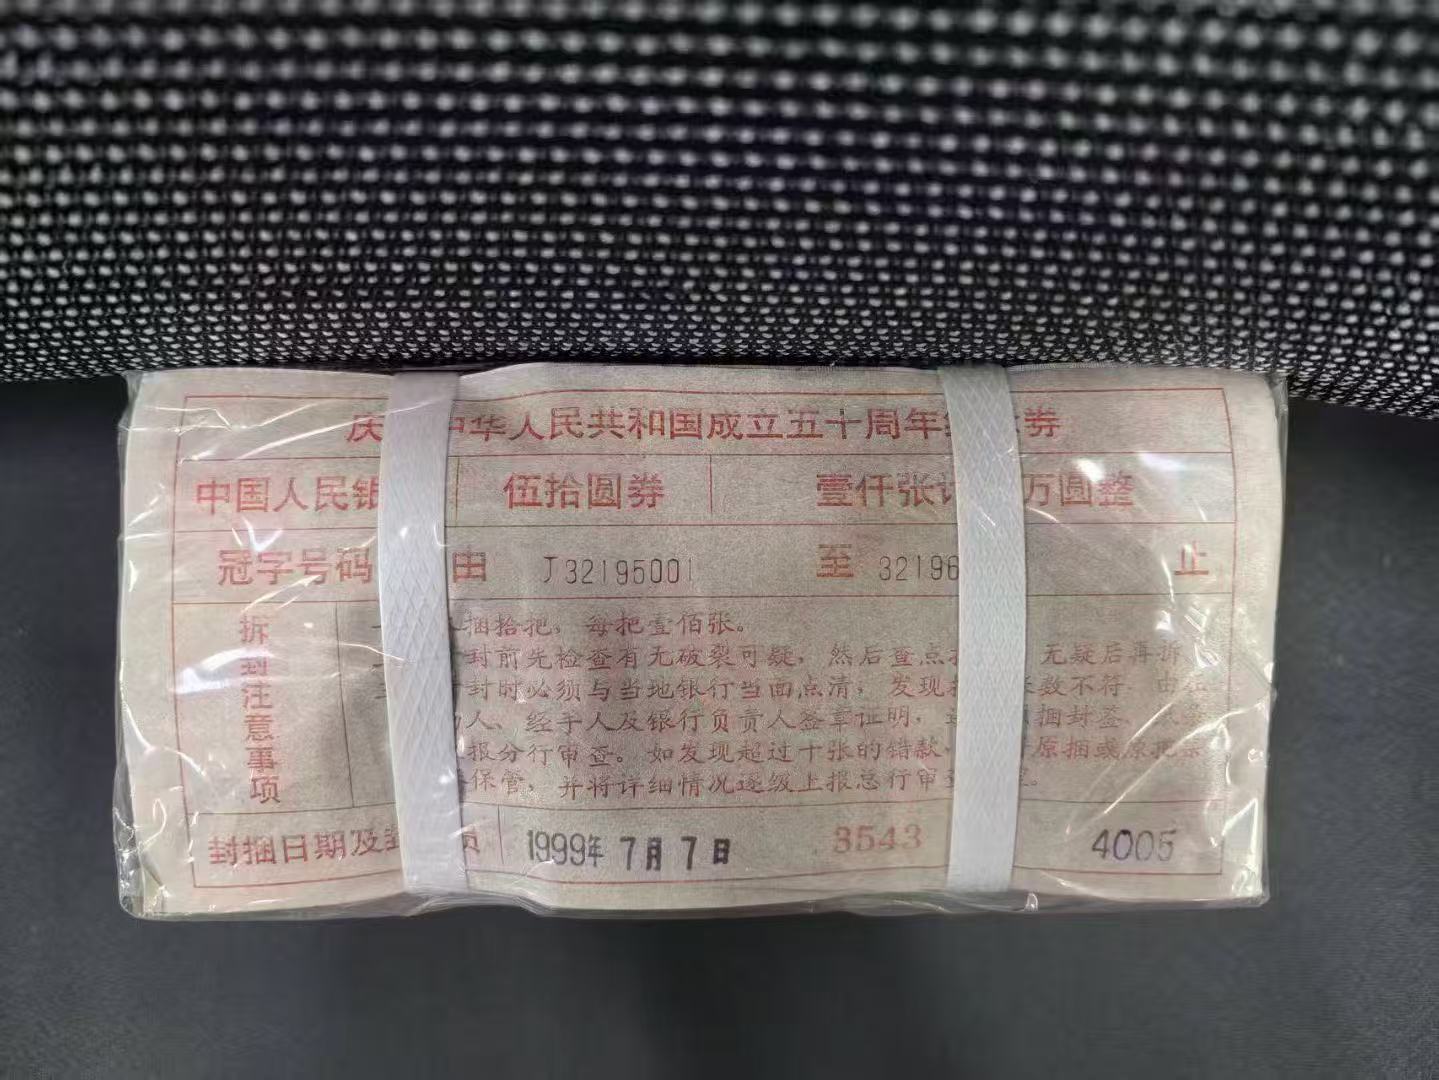 庆 中华人民共和国成立五十周年纪 券
中国人民银 伍拾圆券 壹仟张计 万圆整
冠字号码 由 J32195001 至 32196 止
拆封注意事项
捆拾把，每把壹佰张。
封前先检查有无破裂可疑，然后查点 无疑后再拆
封时必须与当地银行当面点清，发现 张数不符 由
人、经手人及银行负责人签章证明， 捆封签、
报分行审查。如发现超过十张的错款， 原捆或原把
保管，并将详细情况逐级上报总行审
封捆日期及封 员 1999年7月7日 3543 4005